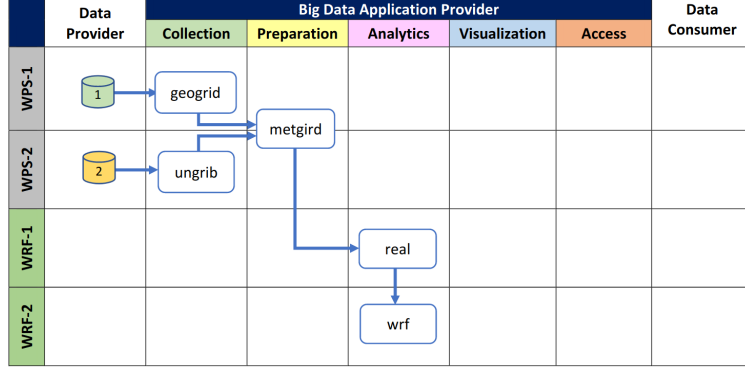 Data Provider
Big Data Application Provider
Data Consumer
Collection
Preparation
Analytics
Visualization
Access
WPS-1
1
geogrid
metgird
WPS-2
2
ungrib
WRF-1
real
WRF-2
wrf